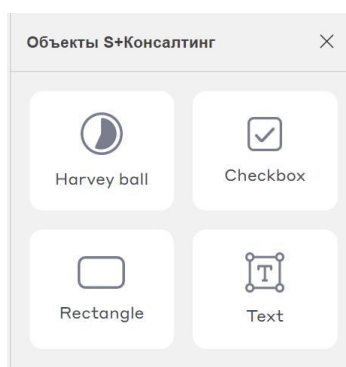 Объекты S+Консалтинг
Harvey ball
Checkbox
Rectangle
T
Text